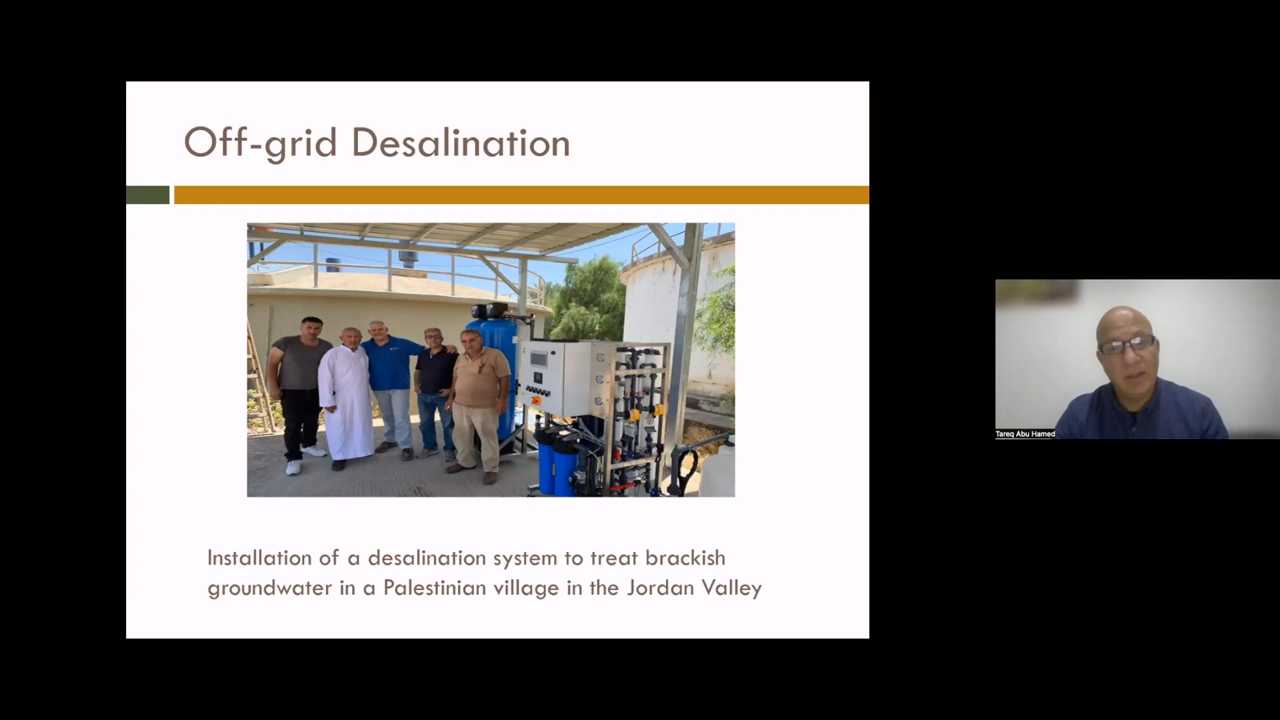 Off-grid Desalination
Installation of a desalination system to treat brackish
groundwater in a Palestinian village in the Jordan Valley
Tareq Abu Hamed